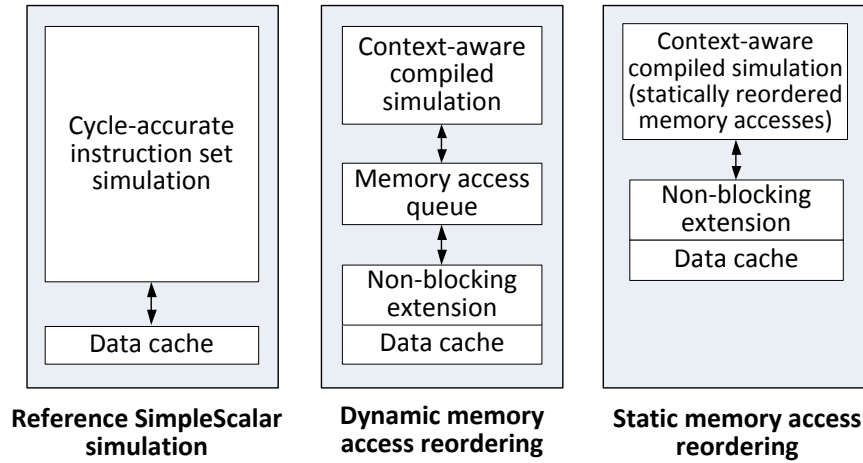 Cycle-accurate
instruction set
simulation
Data cache
Reference SimpleScalar
simulation
Context-aware
compiled
simulation
Memory access
queue
Non-blocking
extension
Data cache
Dynamic memory
access reordering
Context-aware
compiled simulation
(statically reordered
memory accesses)
Non-blocking
extension
Data cache
Static memory access
reordering